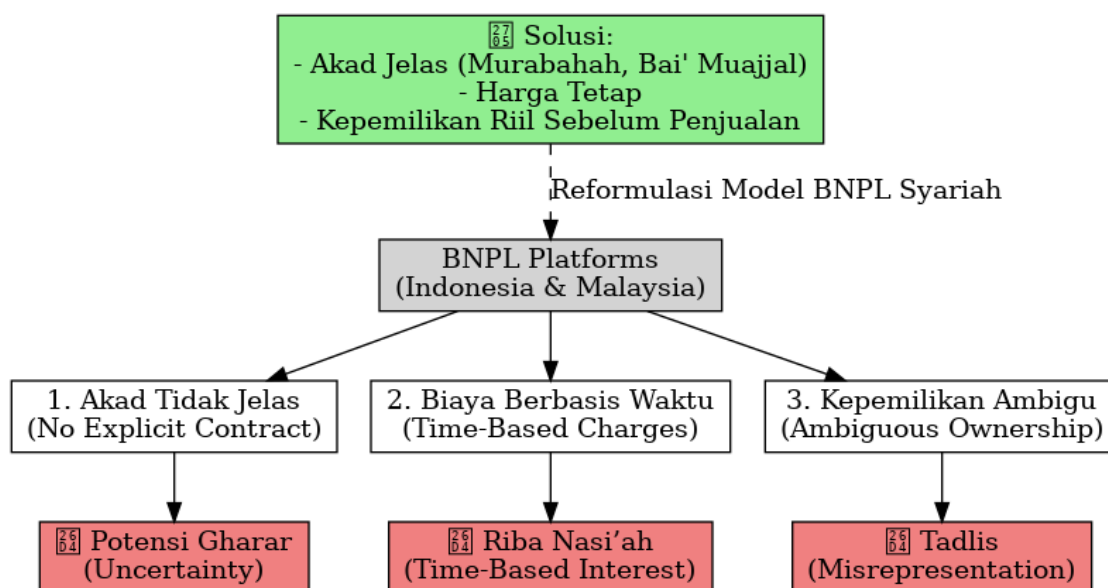 ✅ Solusi:
- Akad Jelas (Murabahah, Bai' Muajjal)
- Harga Tetap
- Kepemilikan Riil Sebelum Penjualan
Reformulasi Model BNPL Syariah
BNPL Platforms
(Indonesia & Malaysia)
1. Akad Tidak Jelas
(No Explicit Contract)
2. Biaya Berbasis Waktu
(Time-Based Charges)
3. Kepemilikan Ambigu
(Ambiguous Ownership)
⛔ Potensi Gharar
(Uncertainty)
⛔ Riba Nasi’ah
(Time-Based Interest)
⛔ Tadlis
(Misrepresentation)